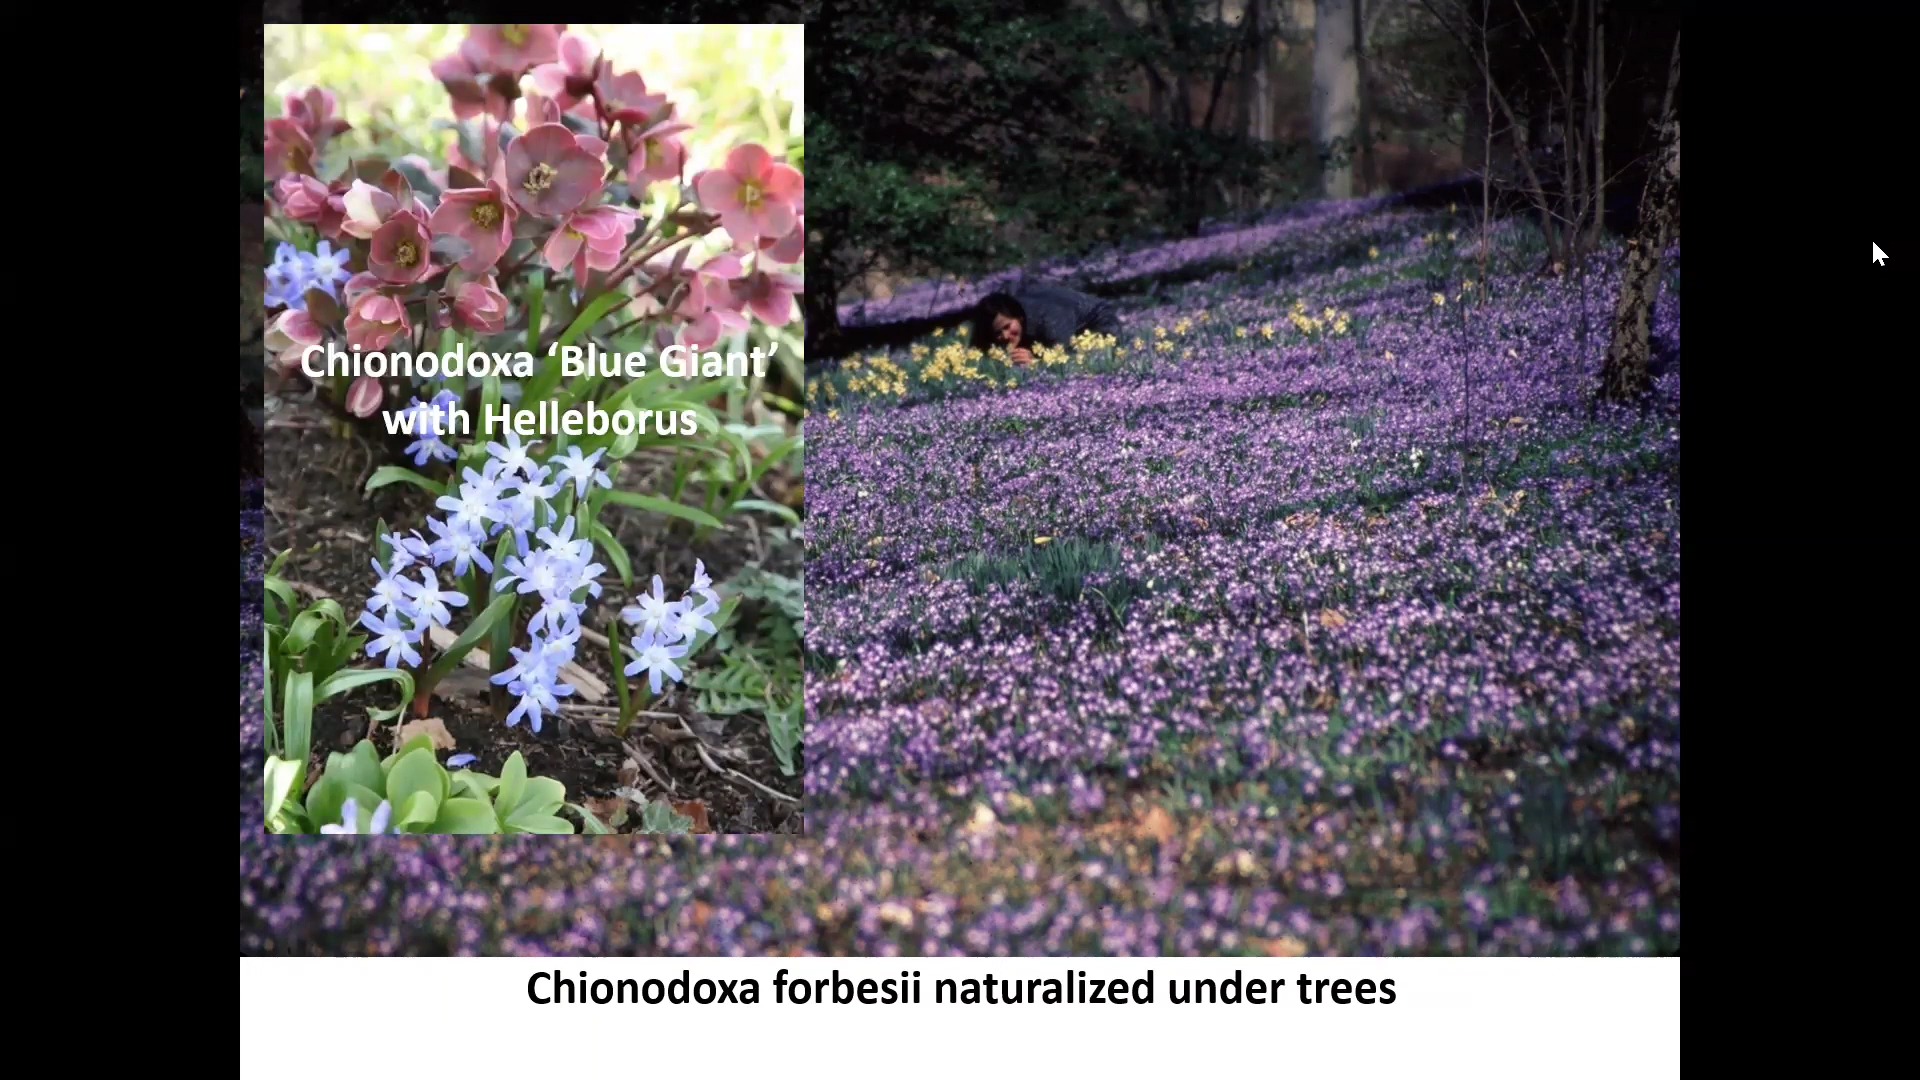 Chionodoxa ‘Blue Giant’
with Helleborus
Chionodoxa forbesii naturalized under trees